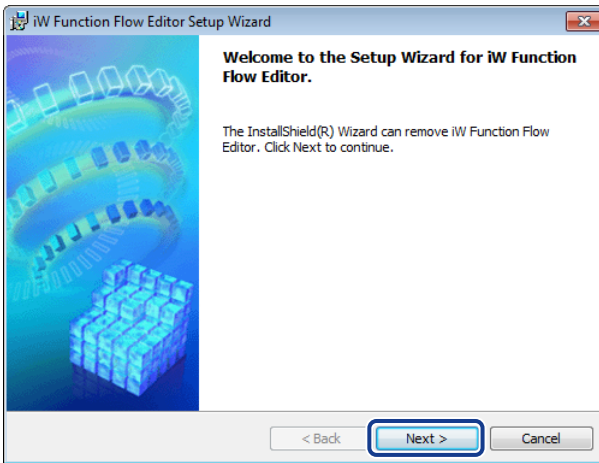 iW Function Flow Editor Setup Wizard
Welcome to the Setup Wizard for iW Function
Flow Editor.
The InstallShield(R) Wizard can remove iW Function Flow
Editor. Click Next to continue.
< Back
Next >
Cancel